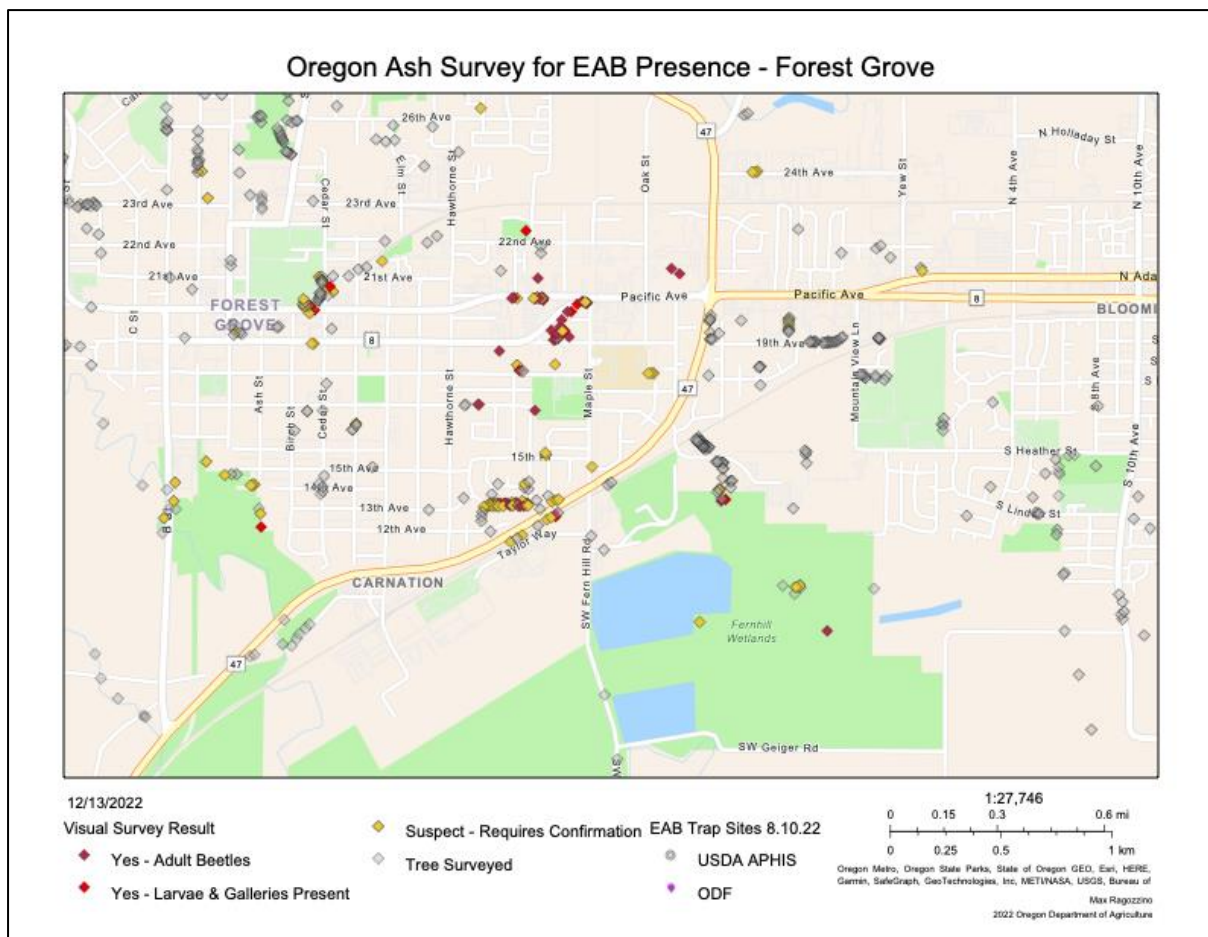 Oregon Ash Survey for EAB Presence - Forest Grove
26th Ave
47
N Holladay St
Elm St
Hawthorne St
Oak St
24th Ave
Yew St
N 4th Ave
N 10th Ave
Cedar St
23rd Ave
23rd Ave
22nd Ave
22nd Ave
21st Ave
21st Ave
N Ada
FOREST
GROVE
Pacific Ave
Pacific Ave
8
BLOOMI
C St
8
19th Ave
Mountain View Ln
Ash St
Birch St
Cedar St
Hawthorne St
Maple St
47
S 8th Ave
S 10th Ave
15th Ave
S Heather St
14th Ave
13th Ave
S Linden St
12th Ave
Taylor Way
CARNATION
SW Fern Hill Rd
Fernhill
Wetlands
47
SW Geiger Rd
SW
12/13/2022
Visual Survey Result
Yes - Adult Beetles
Yes - Larvae & Galleries Present
Suspect - Requires Confirmation
Tree Surveyed
EAB Trap Sites 8.10.22
USDA APHIS
ODF
1:27,746
0 0.15 0.3 0.6 mi
0 0.25 0.5 1 km
Oregon Metro, Oregon State Parks, State of Oregon GEO, Esri, HERE,
Garmin, SafeGraph, GeoTechnologies, Inc, METI/NASA, USGS, Bureau of
Max Ragozzino
2022 Oregon Department of Agriculture